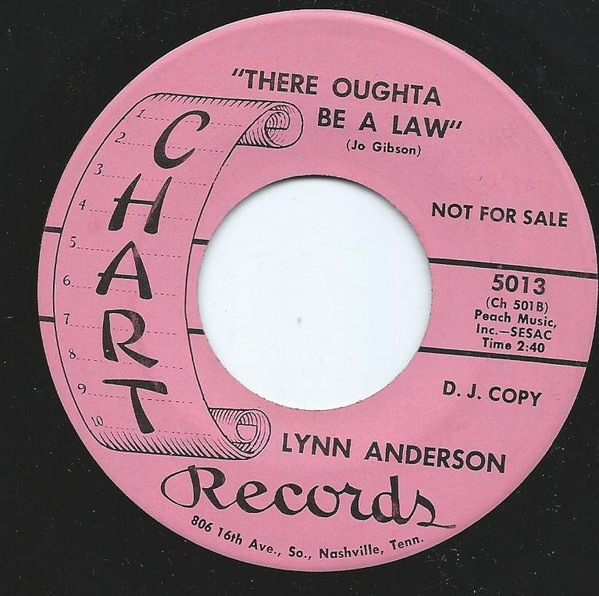 "THERE OUGHTA
BE A LAW"
(Jo Gibson)
1
2
3
4
5
6
7
8
9
10
CHART
NOT FOR SALE
5013
(Ch 501B)
Peach Music,
Inc.—SESAC
Time 2:40
D. J. COPY
LYNN ANDERSON
Records
806 16th Ave., So., Nashville, Tenn.